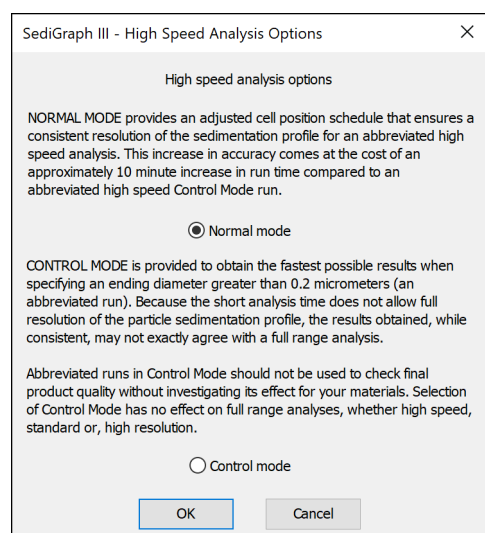 SediGraph III - High Speed Analysis Options
High speed analysis options
NORMAL MODE provides an adjusted cell position schedule that ensures a
consistent resolution of the sedimentation profile for an abbreviated high
speed analysis. This increase in accuracy comes at the cost of an
approximately 10 minute increase in run time compared to an
abbreviated high speed Control Mode run.
Normal mode
CONTROL MODE is provided to obtain the fastest possible results when
specifying an ending diameter greater than 0.2 micrometers (an
abbreviated run). Because the short analysis time does not allow full
resolution of the particle sedimentation profile, the results obtained, while
consistent, may not exactly agree with a full range analysis.
Abbreviated runs in Control Mode should not be used to check final
product quality without investigating its effect for your materials. Selection
of Control Mode has no effect on full range analyses, whether high speed,
standard or, high resolution.
Control mode
OK Cancel